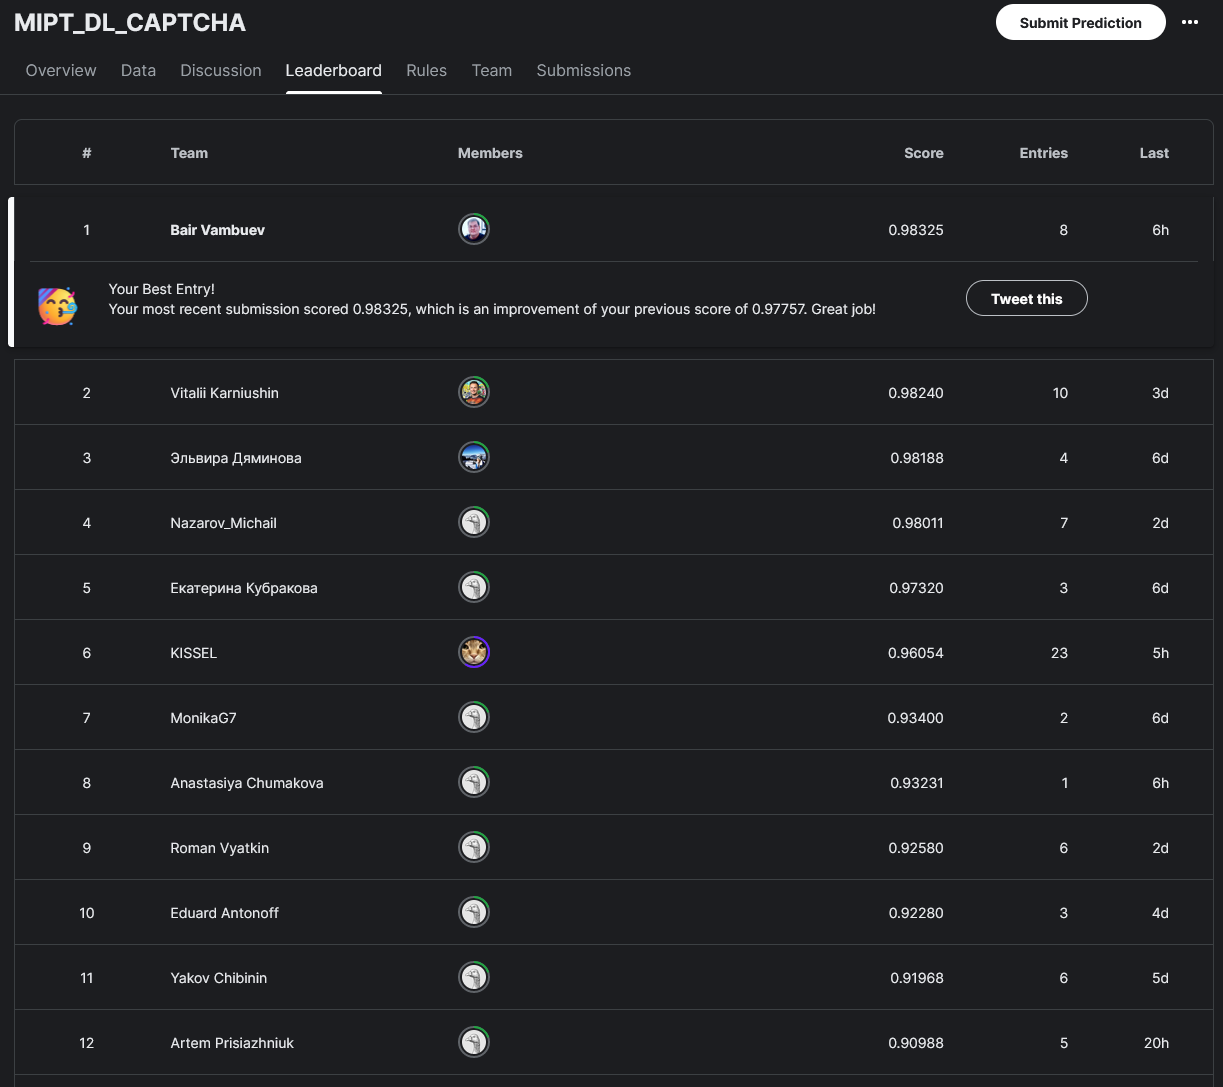 MIPT_DL_CAPTCHA
Submit Prediction
Overview Data Discussion Leaderboard Rules Team Submissions
# Team Members Score Entries Last
1 Bair Vambuev 0.98325 8 6h
Your Best Entry!
Your most recent submission scored 0.98325, which is an improvement of your previous score of 0.97757. Great job!
Tweet this
2 Vitalii Karniushin 0.98240 10 3d
3 Эльвира Дяминова 0.98188 4 6d
4 Nazarov_Michail 0.98011 7 2d
5 Екатерина Кубракова 0.97320 3 6d
6 KISSEL 0.96054 23 5h
7 MonikaG7 0.93400 2 6d
8 Anastasiya Chumakova 0.93231 1 6h
9 Roman Vyatkin 0.92580 6 2d
10 Eduard Antonoff 0.92280 3 4d
11 Yakov Chibinin 0.91968 6 5d
12 Artem Prisiazhniuk 0.90988 5 20h